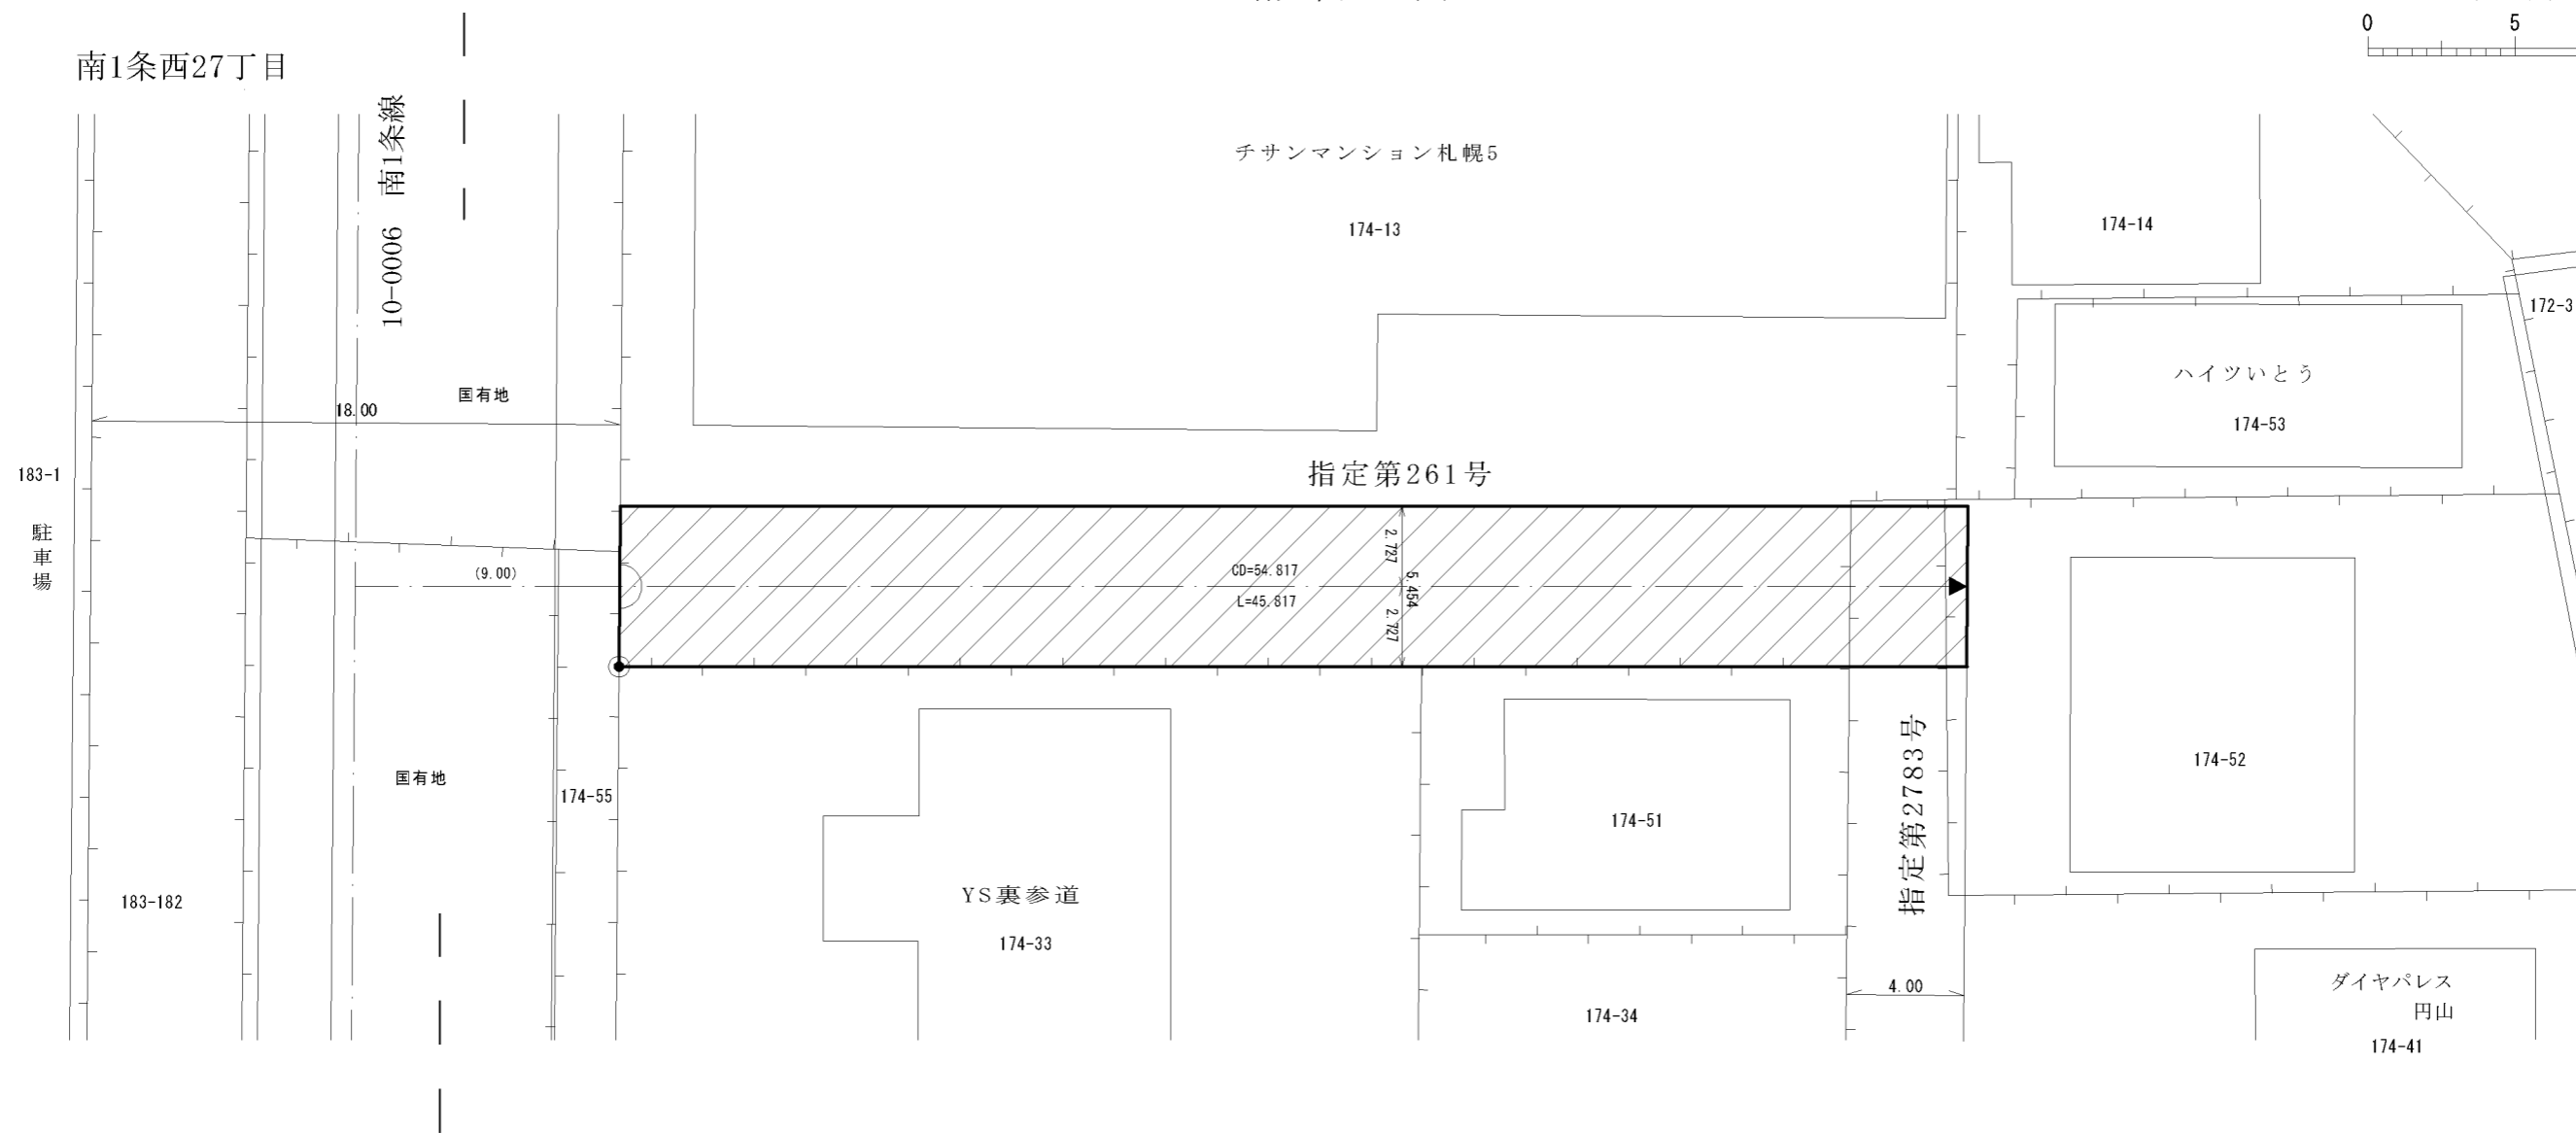 0 5
南1条西27丁目
10-0006 南1条線
チサンマンション札幌5
174-13
174-14
172-3
ハイツいとう
174-53
国有地
18.00
183-1
駐車場
指定第261号
(9.00)
CD=54.817
L=45.817
2.727
5.454
2.727
指定第2783号
174-52
国有地
174-55
174-51
183-182
YS裏参道
174-33
4.00
174-34
ダイヤパレス
円山
174-41